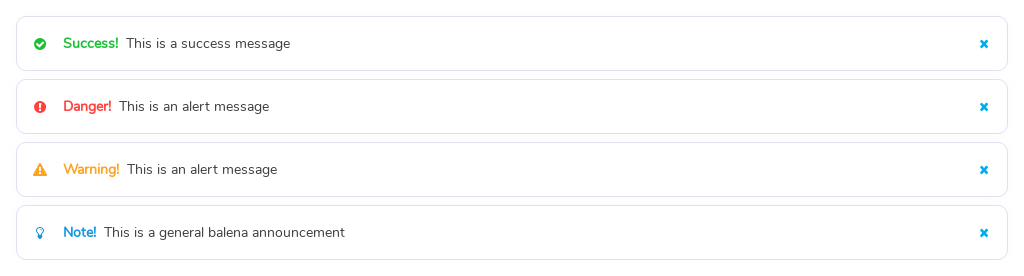 Success! This is a success message
Danger! This is an alert message
Warning! This is an alert message
Note! This is a general balena announcement